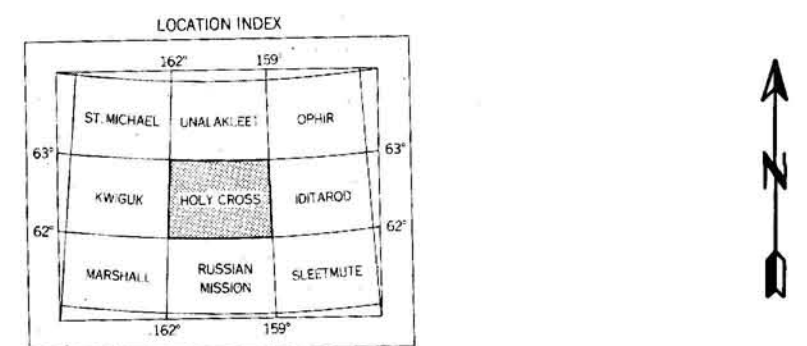 LOCATION INDEX
162° 159°
ST. MICHAEL UNALAKLEET OPHIR
63° 63°
N
KWIGUK HOLY CROSS IDITAROD
62° 62°
MARSHALL RUSSIAN MISSION SLEETMUTE
162° 159°